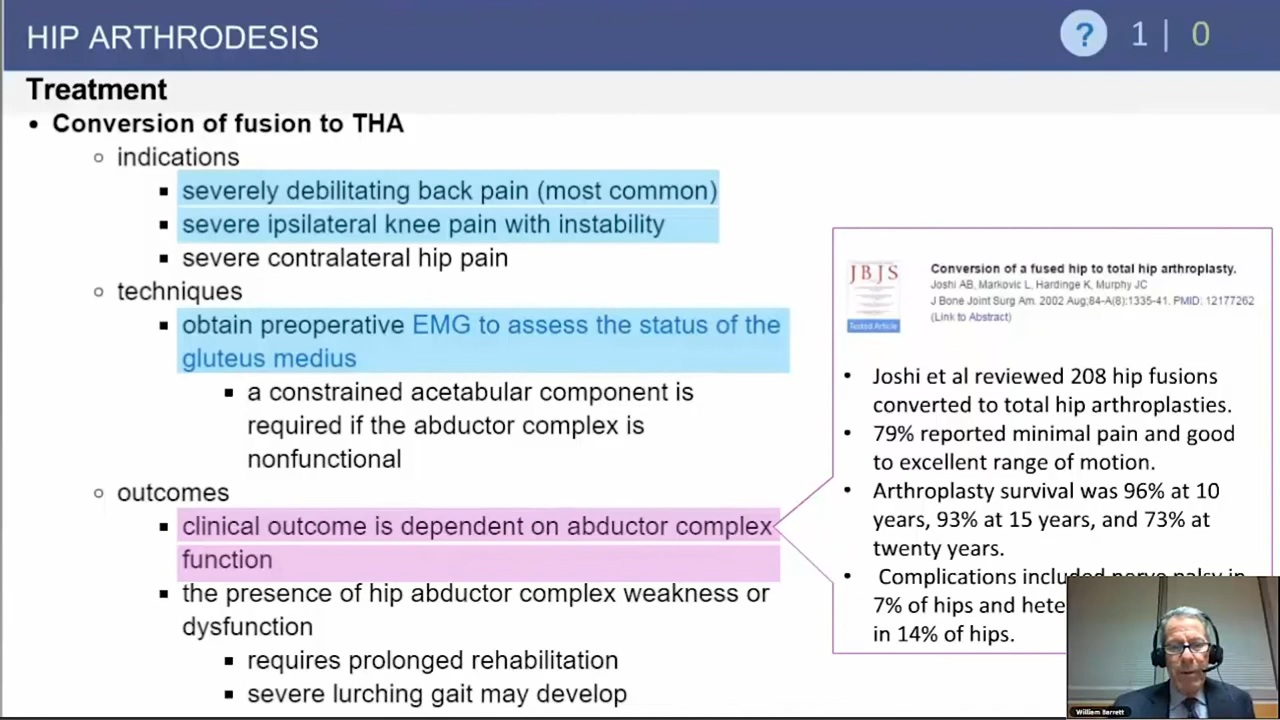 HIP ARTHRODESIS
? 1 | 0
Treatment
• Conversion of fusion to THA
○ indications
▪ severely debilitating back pain (most common)
▪ severe ipsilateral knee pain with instability
▪ severe contralateral hip pain
○ techniques
▪ obtain preoperative EMG to assess the status of the
gluteus medius
▪ a constrained acetabular component is
required if the abductor complex is
nonfunctional
○ outcomes
▪ clinical outcome is dependent on abductor complex
function
▪ the presence of hip abductor complex weakness or
dysfunction
▪ requires prolonged rehabilitation
▪ severe lurching gait may develop
JBJS
Tested Article
Conversion of a fused hip to total hip arthroplasty.
Joshi AB, Markovic L, Hardinge K, Murphy JC
J Bone Joint Surg Am. 2002 Aug;84-A(8):1335-41. PMID: 12177262
(Link to Abstract)
• Joshi et al reviewed 208 hip fusions
converted to total hip arthroplasties.
• 79% reported minimal pain and good
to excellent range of motion.
• Arthroplasty survival was 96% at 10
years, 93% at 15 years, and 73% at
twenty years.
• Complications included nerve palsy in
7% of hips and hete
in 14% of hips.
William Barrett